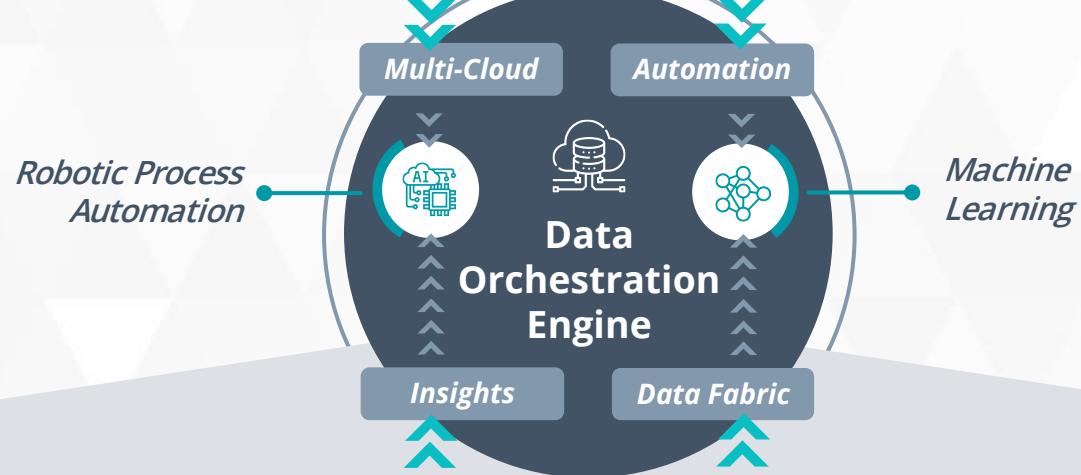 Multi-Cloud
Automation
Robotic Process
Automation
AI
Machine
Learning
Data
Orchestration
Engine
Insights
Data Fabric